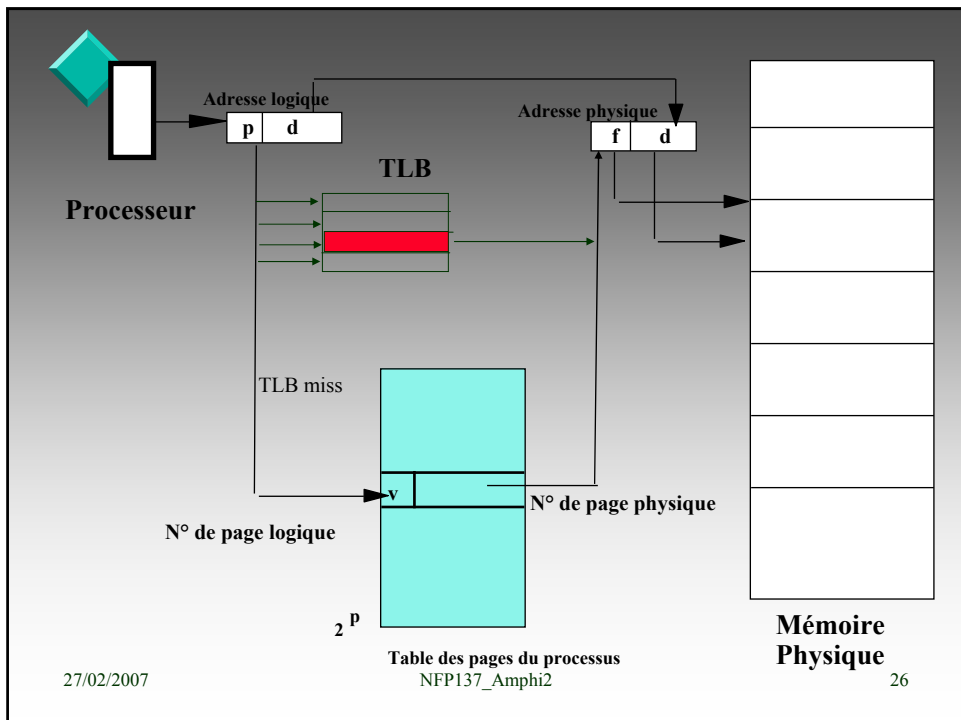 Adresse logique
p d
Adresse physique
f d
TLB
Processeur
TLB miss
v
N° de page physique
N° de page logique
2 p
Mémoire
Physique
Table des pages du processus
27/02/2007
NFP137_Amphi2
26